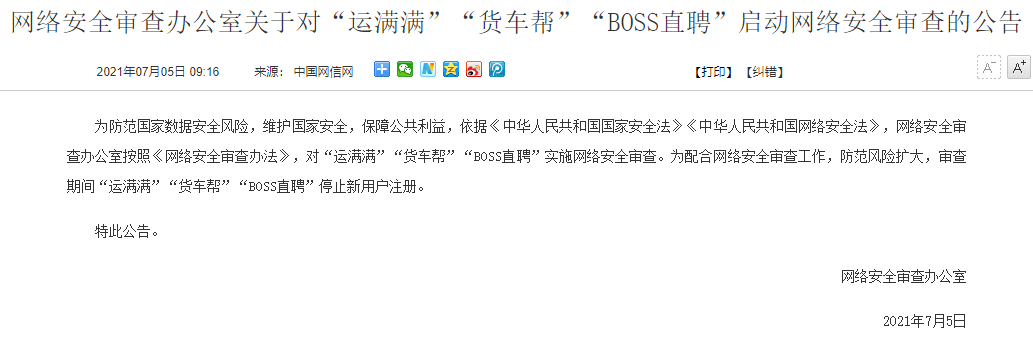 网络安全审查办公室关于对“运满满”“货车帮”“BOSS直聘”启动网络安全审查的公告
2021年07月05日 09:16 来源： 中国网信网 【打印】 【纠错】 A- A+
为防范国家数据安全风险，维护国家安全，保障公共利益，依据《中华人民共和国国家安全法》《中华人民共和国网络安全法》，网络安全审
查办公室按照《网络安全审查办法》，对“运满满”“货车帮”“BOSS直聘”实施网络安全审查。为配合网络安全审查工作，防范风险扩大，审查
期间“运满满”“货车帮”“BOSS直聘”停止新用户注册。
特此公告。
网络安全审查办公室
2021年7月5日